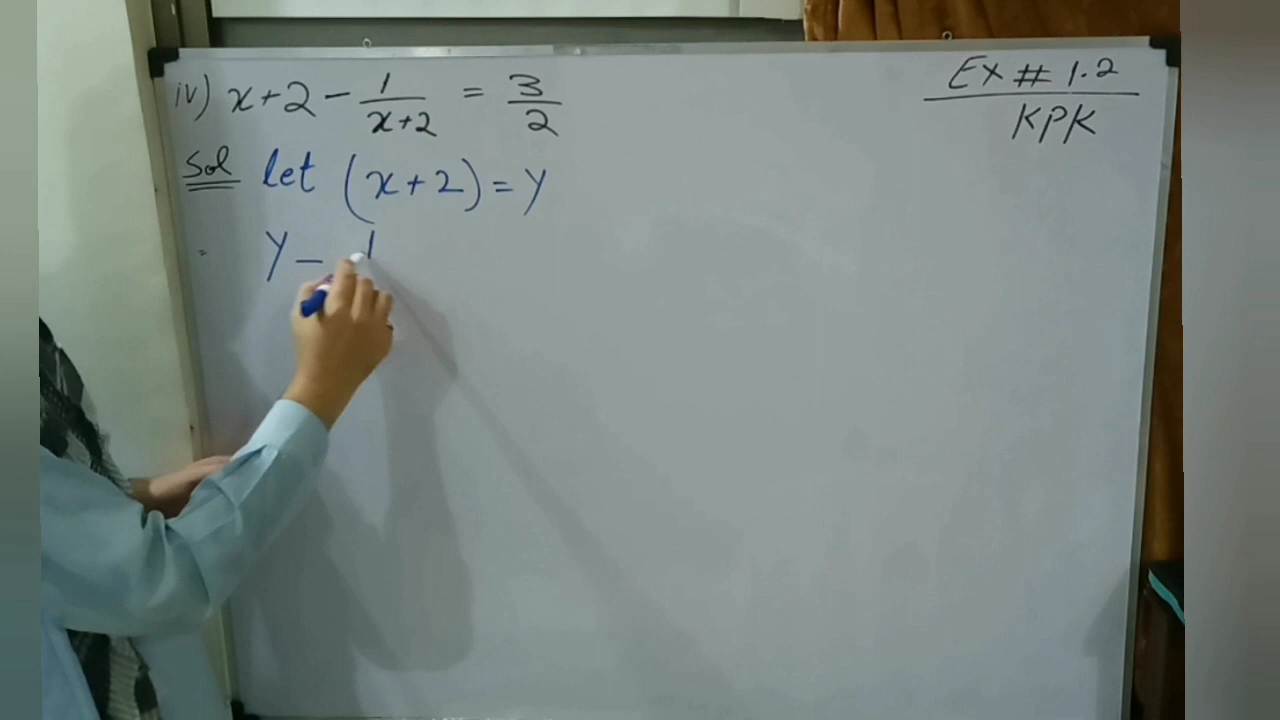 iv) x+2 - 1/(x+2) = 3/2
Ex # 1.2
KPK
Sol let (x+2) = y
= y - 1